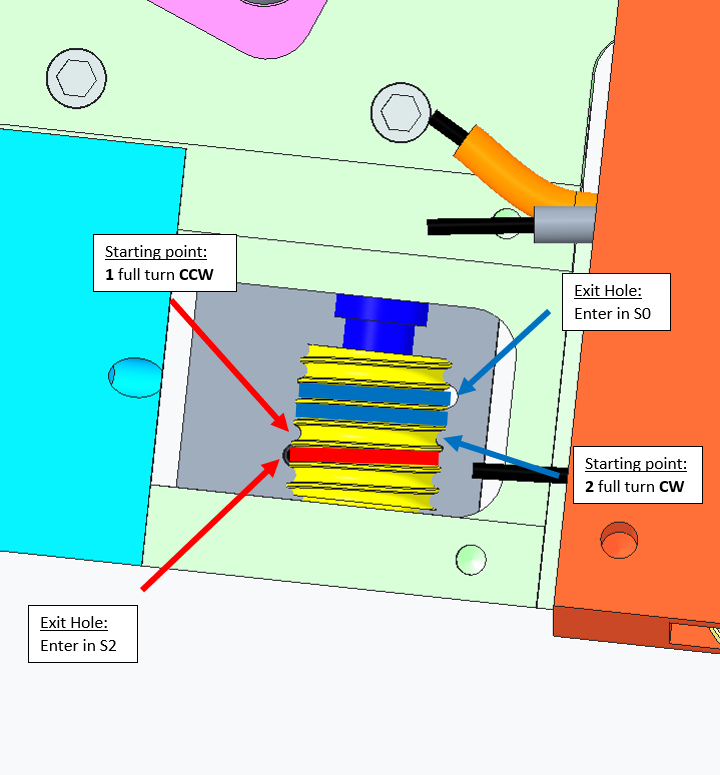 Starting point:
1 full turn CCW
Exit Hole:
Enter in S0
Starting point:
2 full turn CW
Exit Hole:
Enter in S2